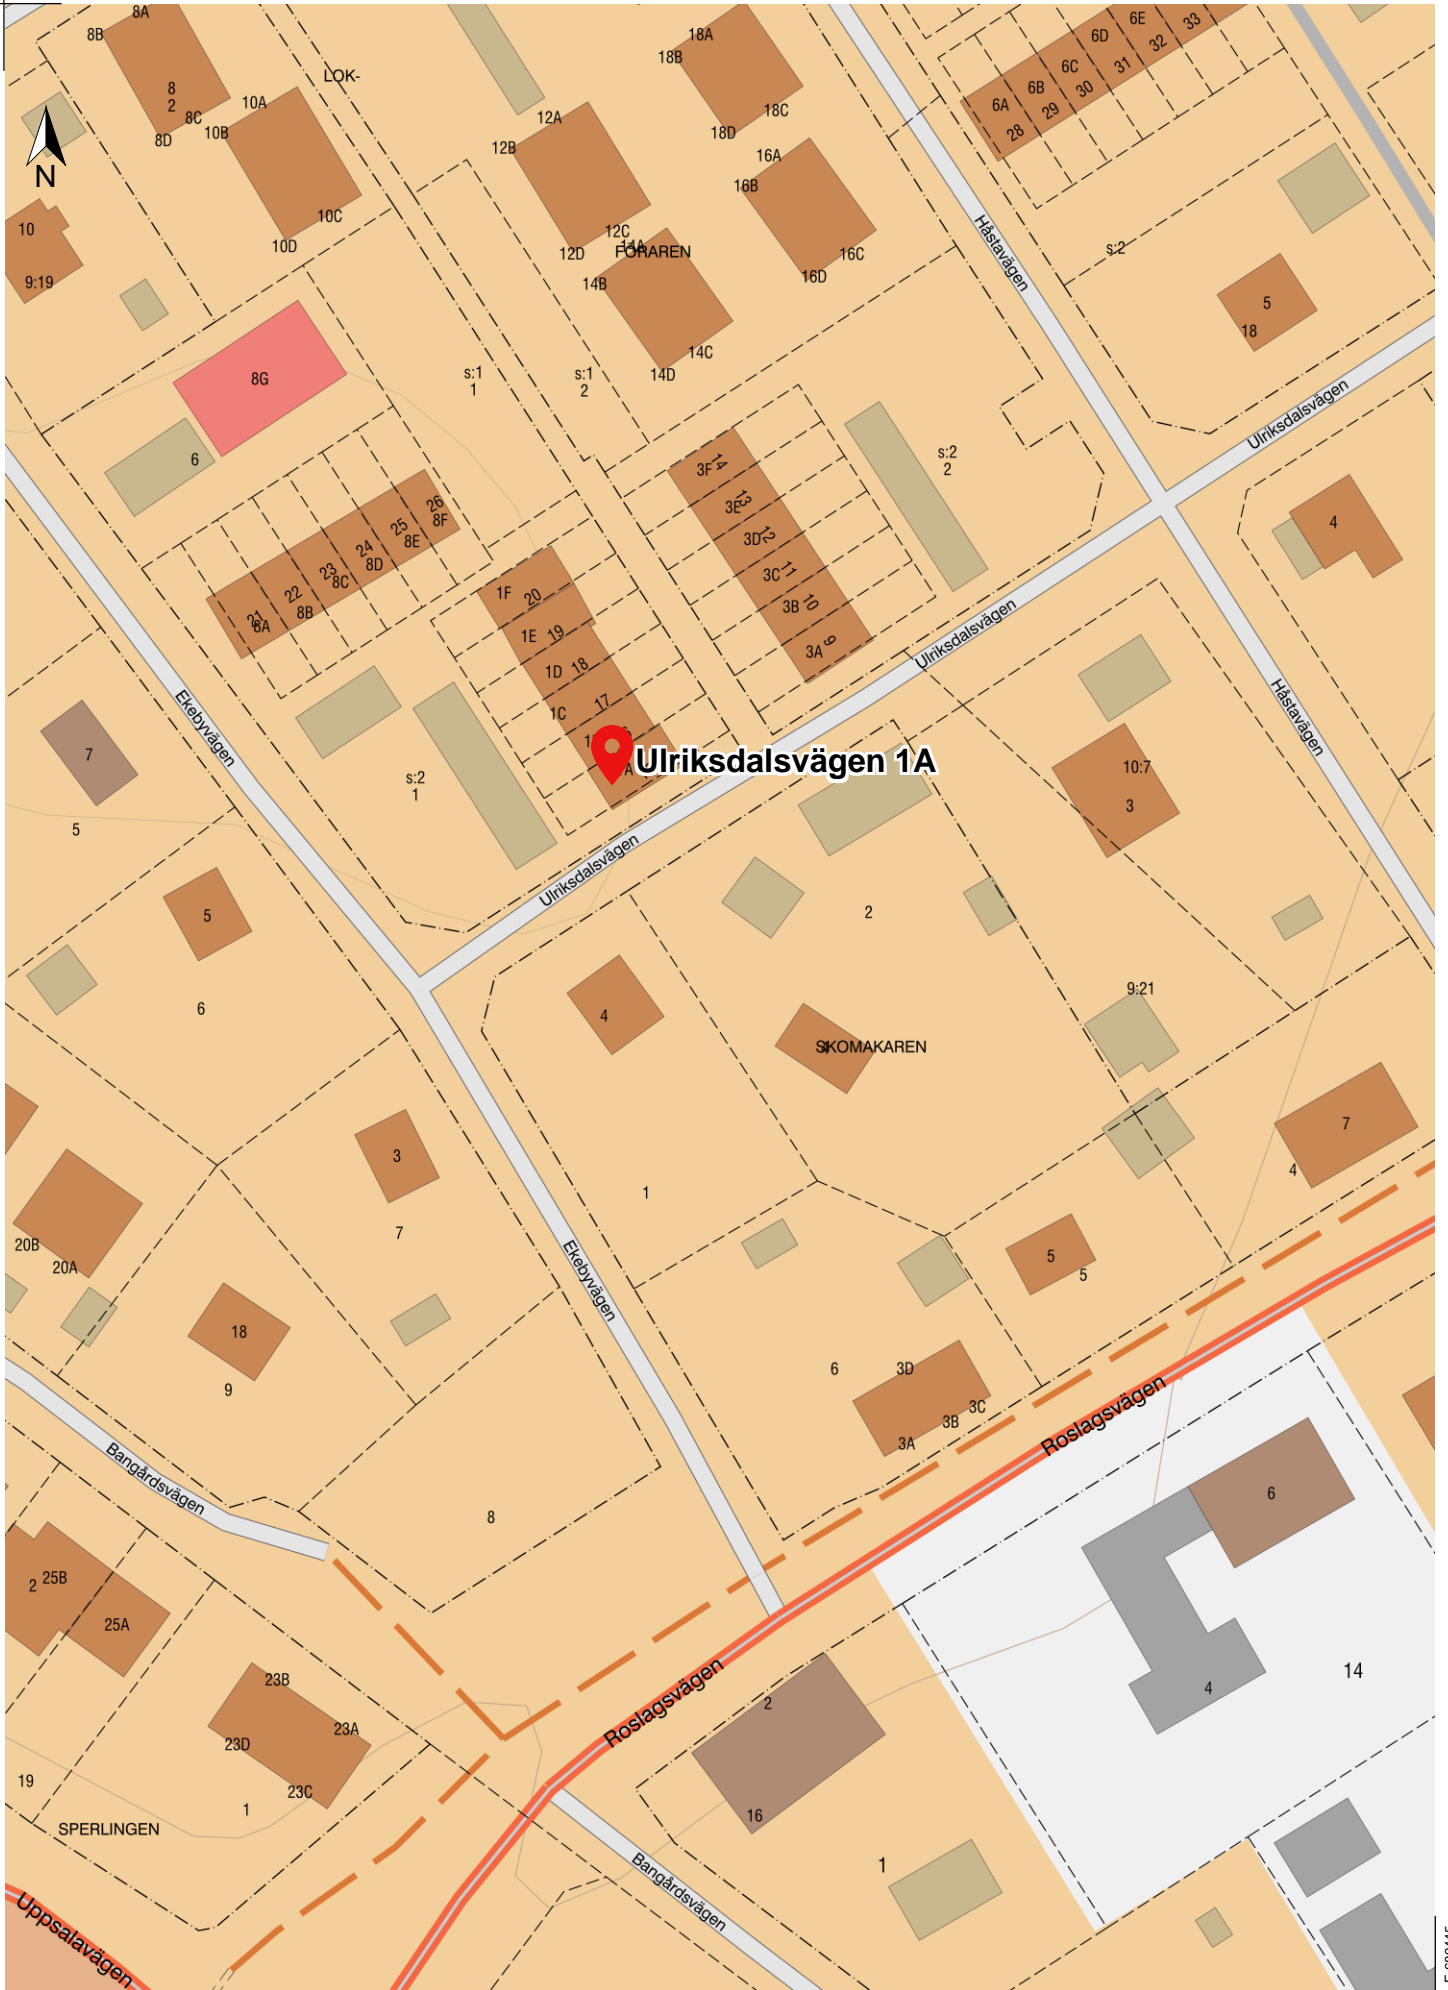 8A
8B
8
2
8C
8D
10A
10B
10C
10D
LOK-
N
10
9:19
12A
12B
12C
12D
18A
18B
18C
18D
16A
16B
16C
16D
14A
FÖRAREN
14B
14C
14D
6A
6B
6C
6D
6E
28
29
30
31
32
33
Håstavägen
s:2
5
18
Ulriksdalsvägen
8G
6
s:1
1
s:1
2
s:2
2
4
21
22
23
24
25
26
8A
8B
8C
8D
8E
8F
1F
20
1E
19
1D
18
1C
17
3F
14
3E
13
3D
12
3C
11
3B
10
3A
9
Ulriksdalsvägen
Ulriksdalsvägen 1A
Ekebyvägen
7
5
s:2
1
Håstavägen
10:7
3
Ulriksdalsvägen
5
6
2
4
SKOMAKAREN
4
9:21
7
4
3
7
1
20B
20A
18
9
Ekebyvägen
5
5
6
3D
3C
3B
3A
Roslagsvägen
Bangårdsvägen
8
6
2
25B
25A
4
14
23B
23A
23D
23C
Roslagsvägen
2
16
19
1
SPERLINGEN
1
Bangårdsvägen
Uppsalavägen